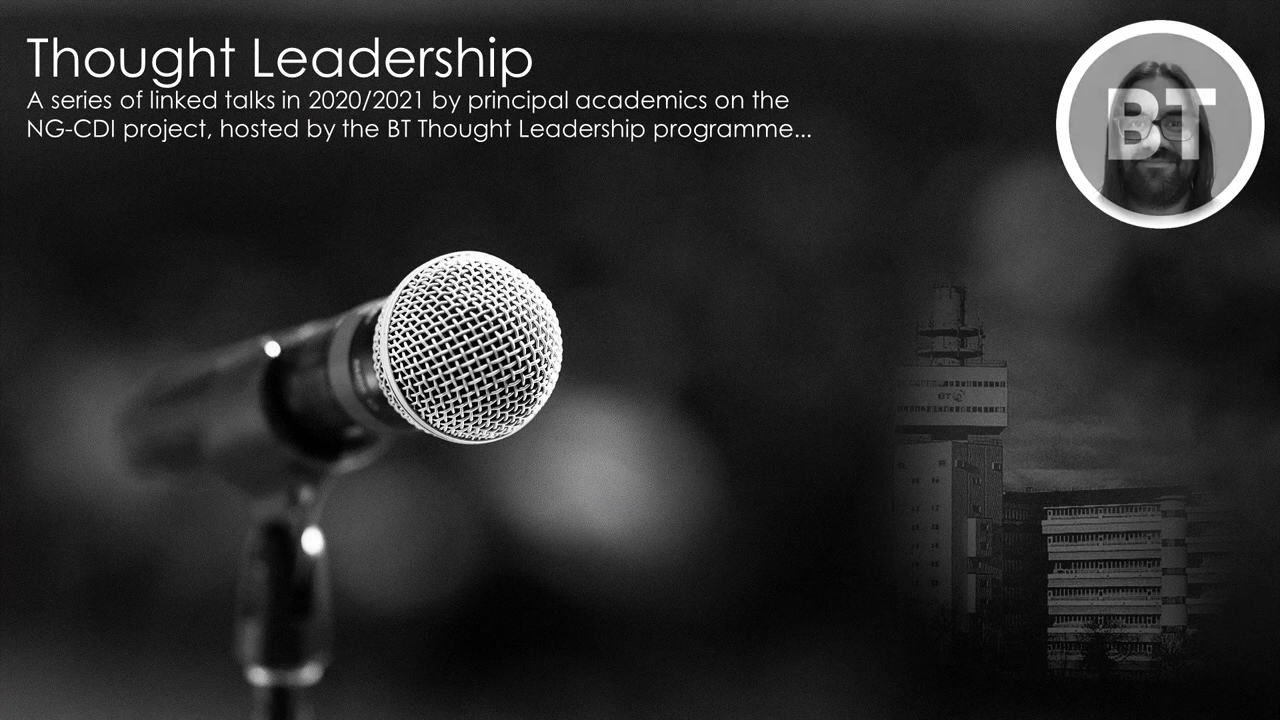 Thought Leadership
A series of linked talks in 2020/2021 by principal academics on the
NG-CDI project, hosted by the BT Thought Leadership programme...
BT
BT